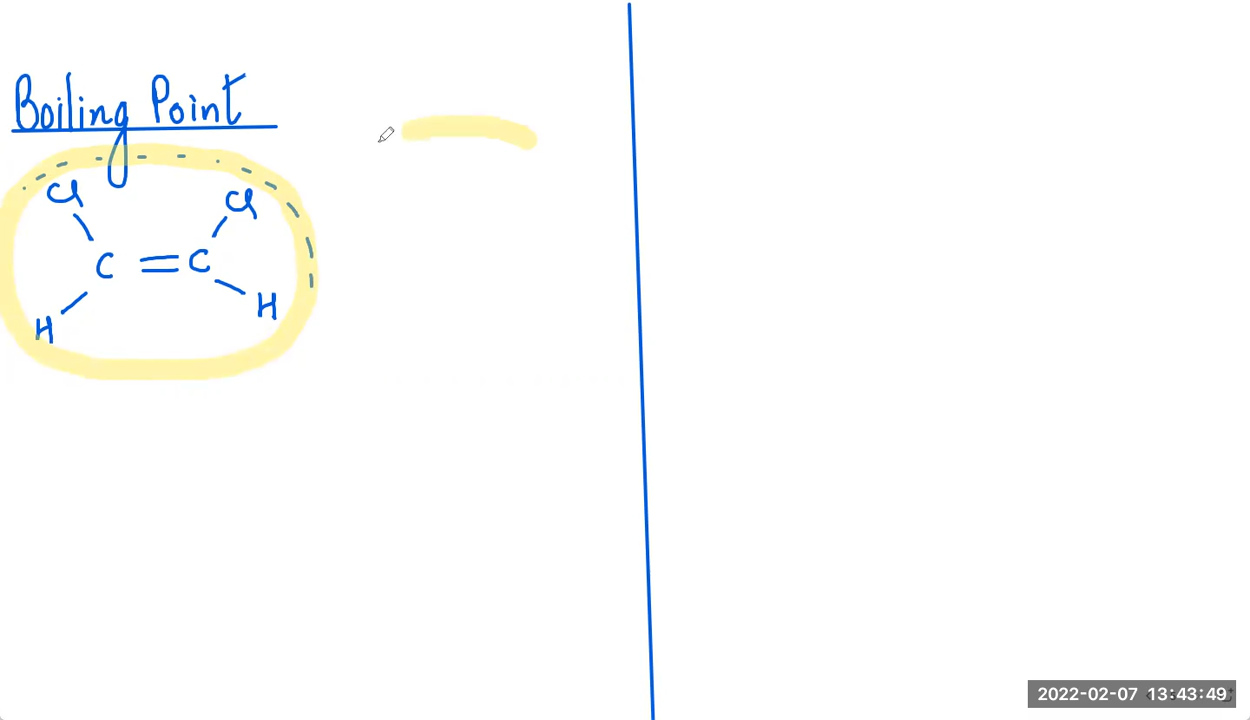 Boiling Point
Cl Cl
C = C
H H
2022-02-07 13:43:49